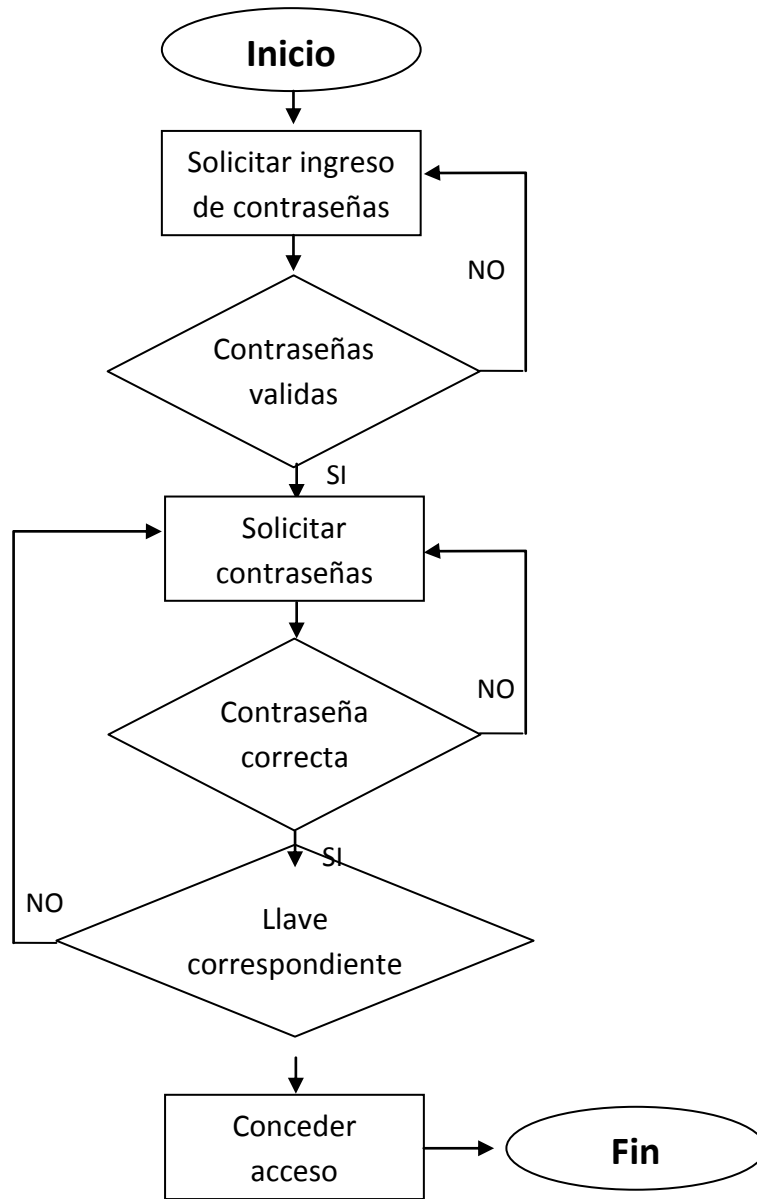 Inicio
Solicitar ingreso
de contraseñas
NO
Contraseñas
validas
SI
Solicitar
contraseñas
NO
Contraseña
correcta
SI
NO
Llave
correspondiente
Conceder
acceso
Fin